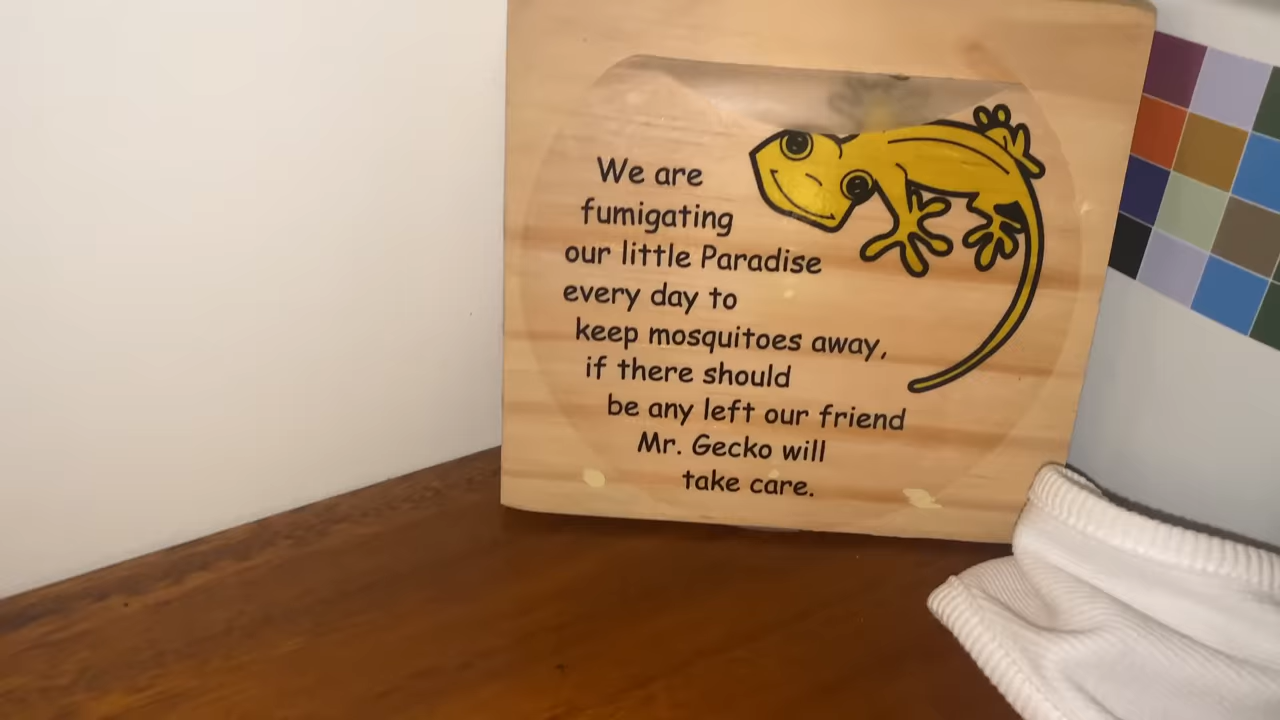 We are
fumigating
our little Paradise
every day to
keep mosquitoes away,
if there should
be any left our friend
Mr. Gecko will
take care.